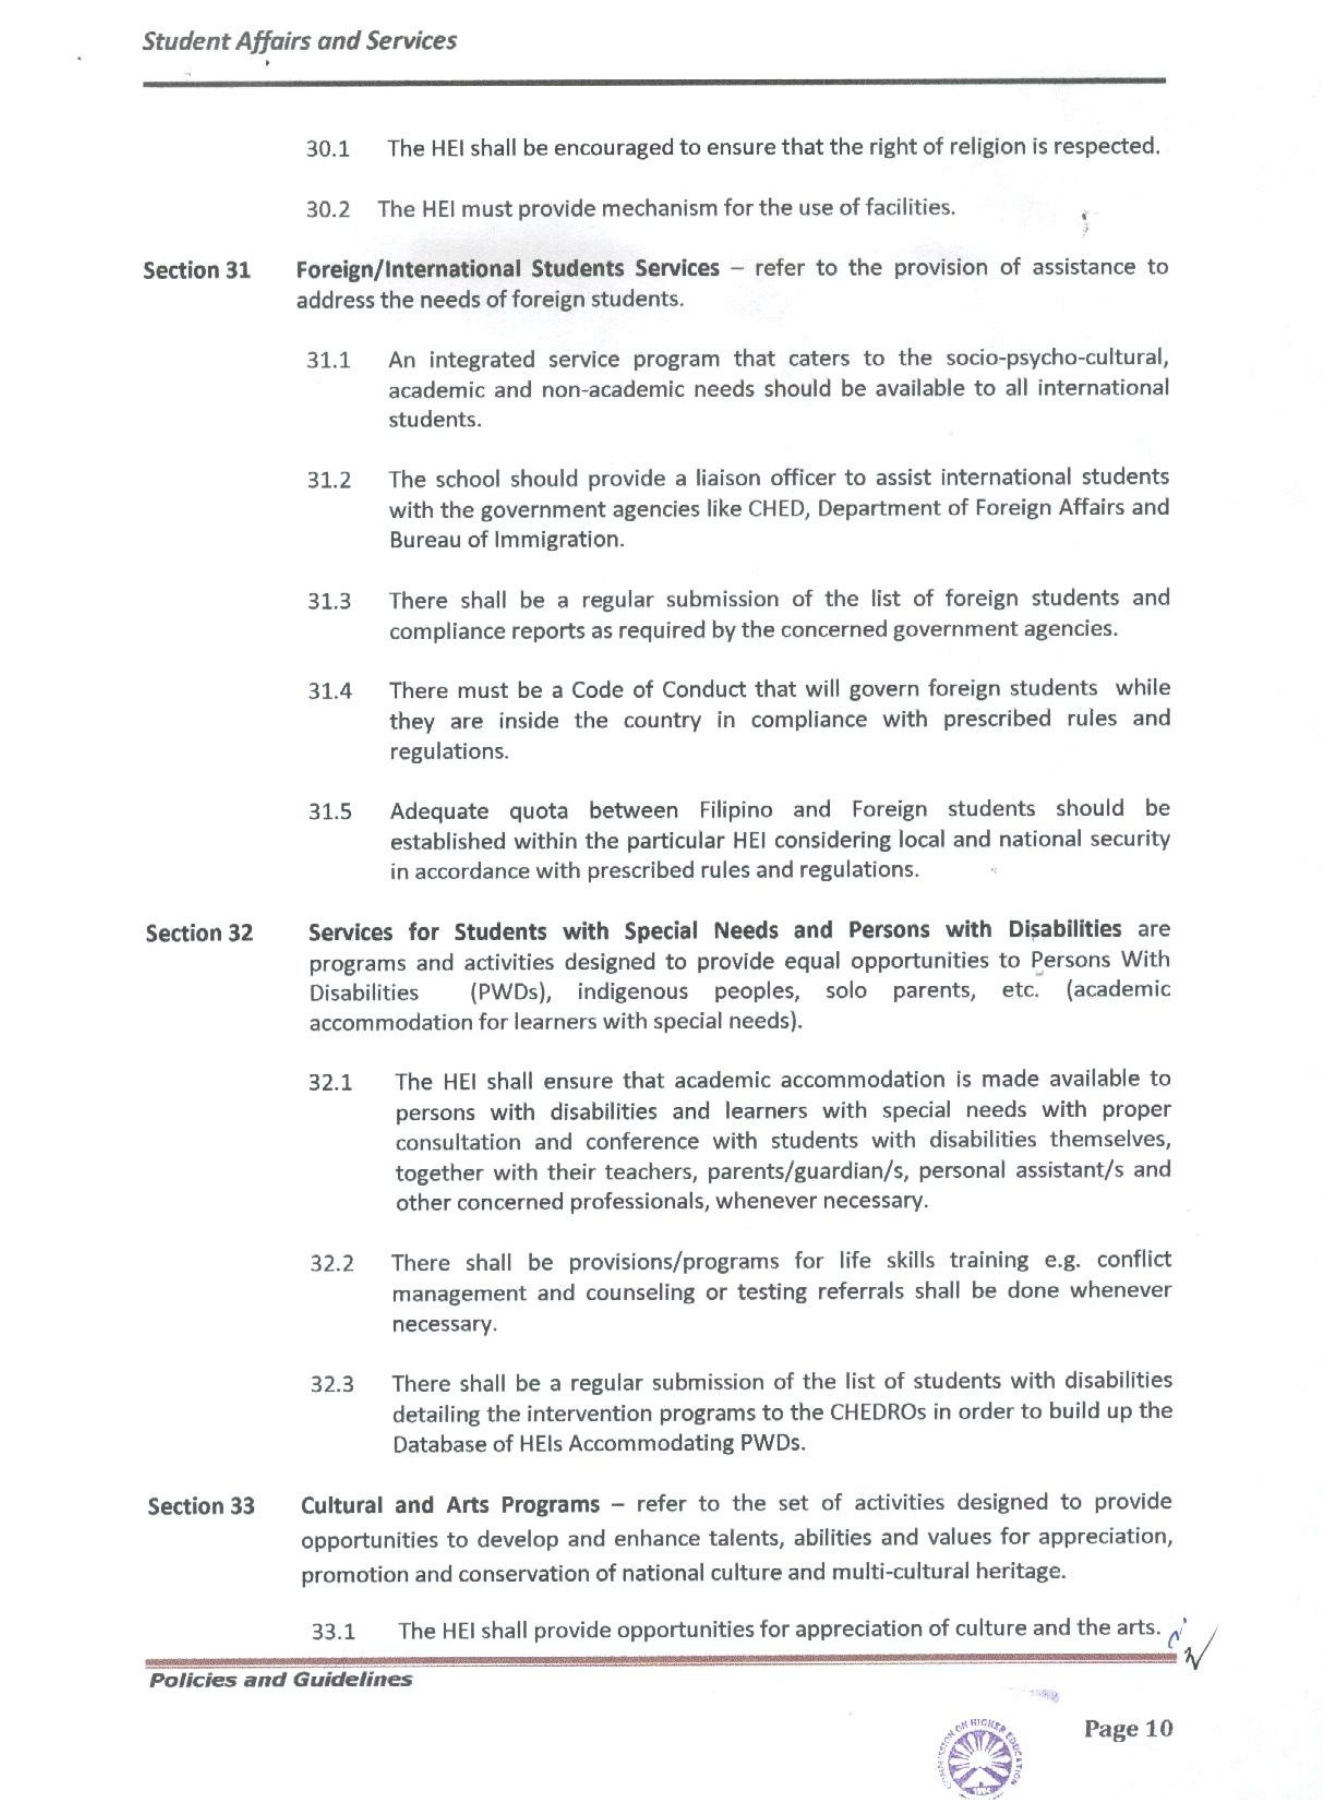 Student Affairs and Services
30.1 The HEI shall be encouraged to ensure that the right of religion is respected.
30.2 The HEI must provide mechanism for the use of facilities.
Section 31 Foreign/International Students Services – refer to the provision of assistance to
address the needs of foreign students.
31.1 An integrated service program that caters to the socio-psycho-cultural,
academic and non-academic needs should be available to all international
students.
31.2 The school should provide a liaison officer to assist international students
with the government agencies like CHED, Department of Foreign Affairs and
Bureau of Immigration.
31.3 There shall be a regular submission of the list of foreign students and
compliance reports as required by the concerned government agencies.
31.4 There must be a Code of Conduct that will govern foreign students while
they are inside the country in compliance with prescribed rules and
regulations.
31.5 Adequate quota between Filipino and Foreign students should be
established within the particular HEI considering local and national security
in accordance with prescribed rules and regulations.
Section 32 Services for Students with Special Needs and Persons with Disabilities are
programs and activities designed to provide equal opportunities to Persons With
Disabilities (PWDs), indigenous peoples, solo parents, etc. (academic
accommodation for learners with special needs).
32.1 The HEI shall ensure that academic accommodation is made available to
persons with disabilities and learners with special needs with proper
consultation and conference with students with disabilities themselves,
together with their teachers, parents/guardian/s, personal assistant/s and
other concerned professionals, whenever necessary.
32.2 There shall be provisions/programs for life skills training e.g. conflict
management and counseling or testing referrals shall be done whenever
necessary.
32.3 There shall be a regular submission of the list of students with disabilities
detailing the intervention programs to the CHEDROs in order to build up the
Database of HEIs Accommodating PWDs.
Section 33 Cultural and Arts Programs – refer to the set of activities designed to provide
opportunities to develop and enhance talents, abilities and values for appreciation,
promotion and conservation of national culture and multi-cultural heritage.
33.1 The HEI shall provide opportunities for appreciation of culture and the arts.
Policies and Guidelines
Page 10
COMMISSION ON HIGHER EDUCATION